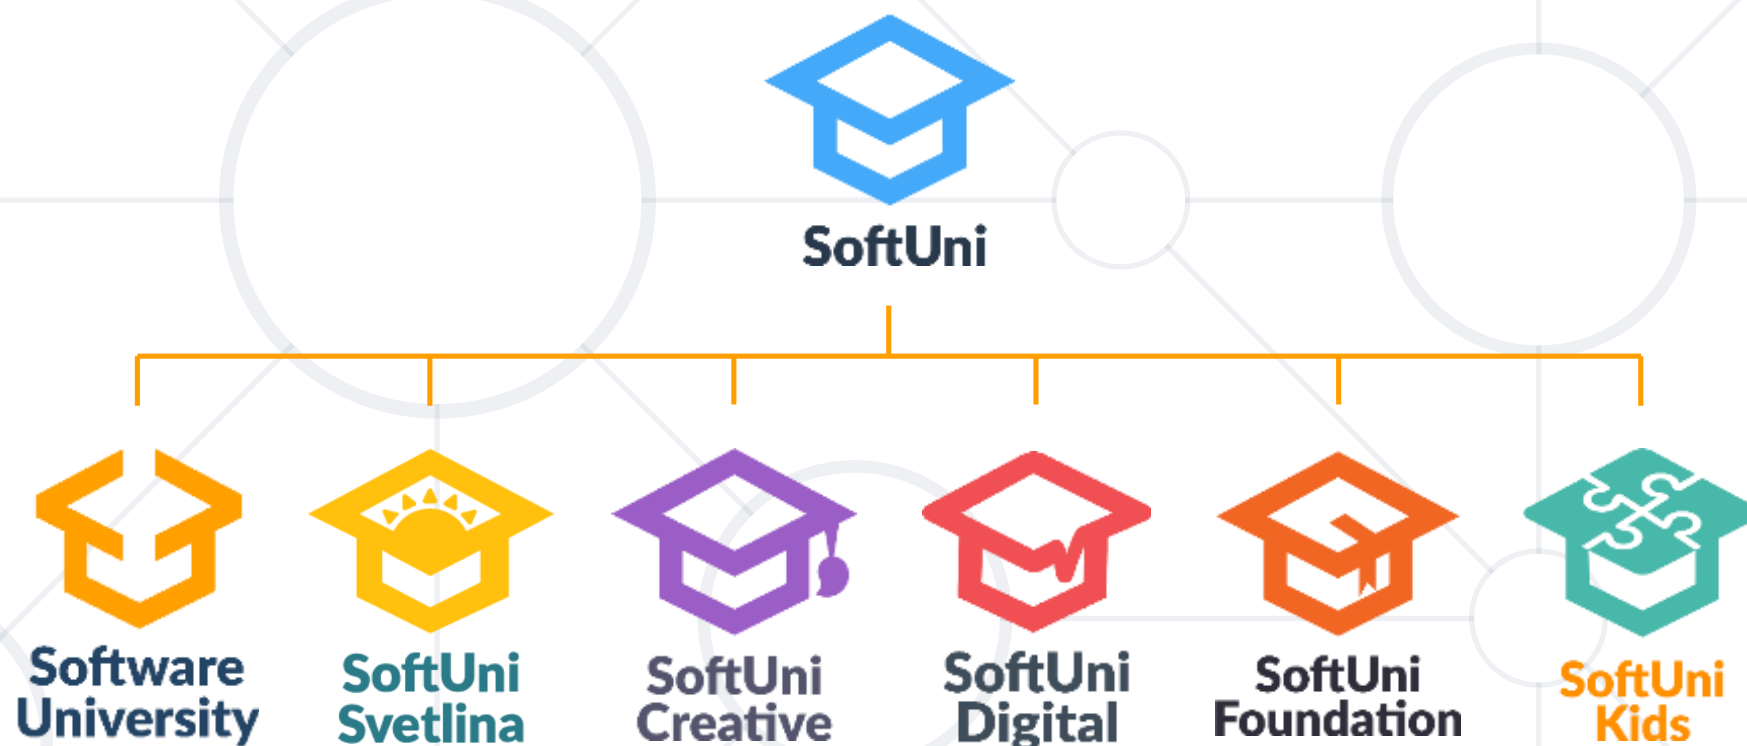 SoftUni
Software
University
SoftUni
Svetlina
SoftUni
Creative
SoftUni
Digital
SoftUni
Foundation
SoftUni
Kids